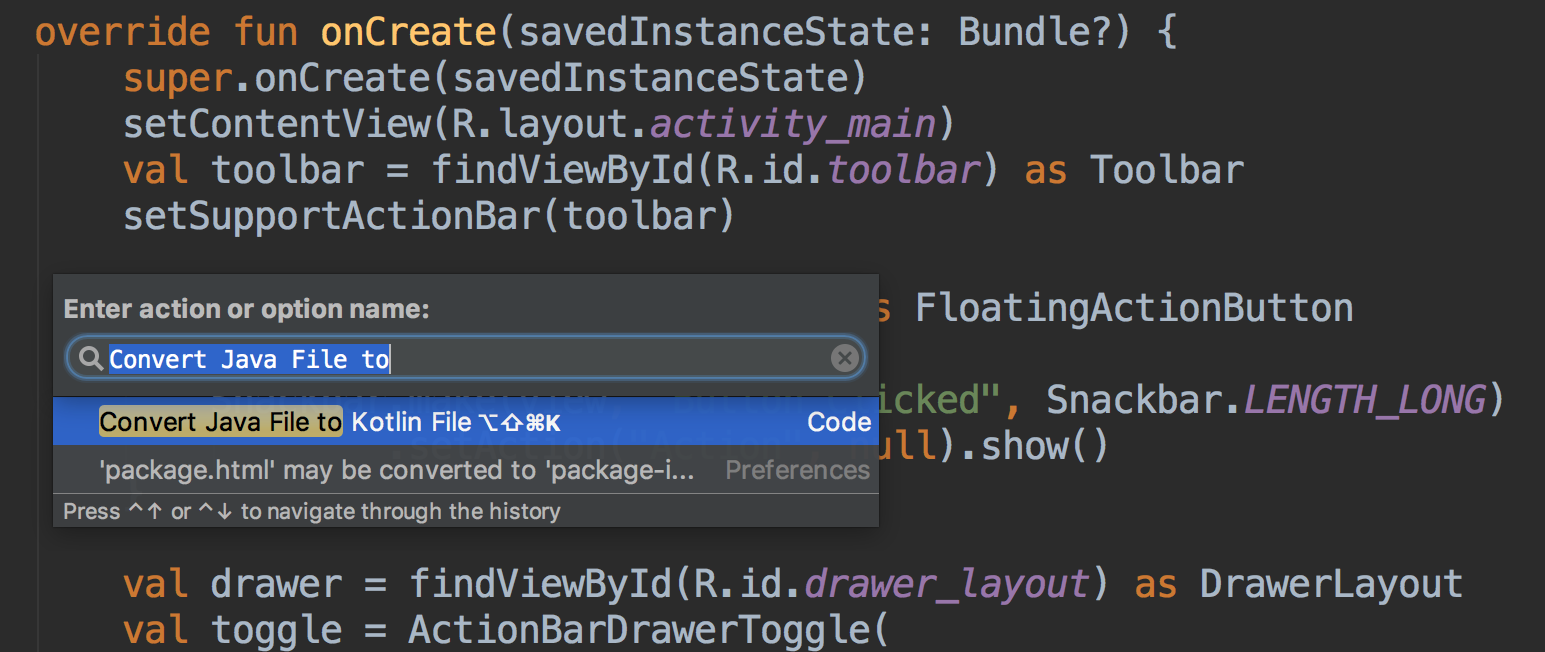 override fun onCreate(savedInstanceState: Bundle?) {
super.onCreate(savedInstanceState)
setContentView(R.layout.activity_main)
val toolbar = findViewById(R.id.toolbar) as Toolbar
setSupportActionBar(toolbar)
Enter action or option name:
s FloatingActionButton
Convert Java File to
icked", Snackbar.LENGTH_LONG)
Convert Java File to Kotlin File ⌥⇧⌘K Code
.setAction("Action", null).show()
'package.html' may be converted to 'package-i... Preferences
Press ^↑ or ^↓ to navigate through the history
val drawer = findViewById(R.id.drawer_layout) as DrawerLayout
val toggle = ActionBarDrawerToggle(